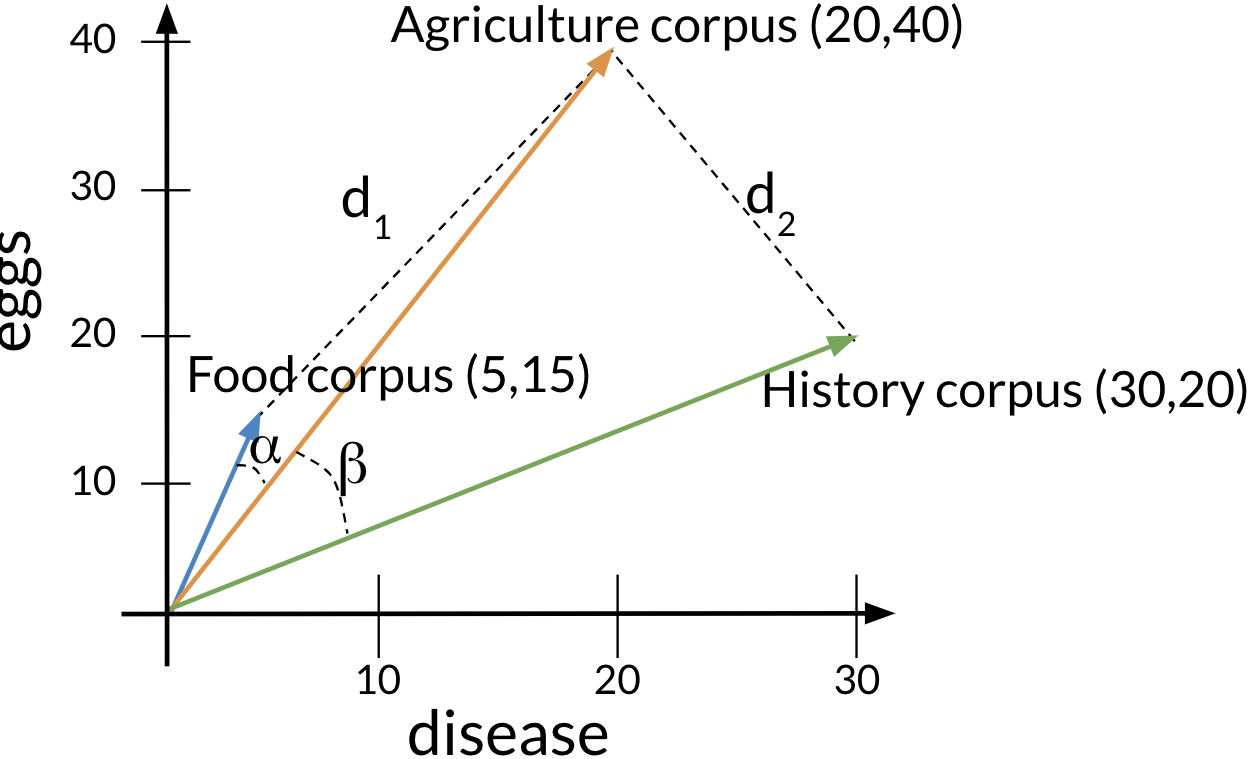 Agriculture corpus (20,40)
40
30
20
10
eggs
d1
d2
Food corpus (5,15)
History corpus (30,20)
α
β
10 20 30
disease